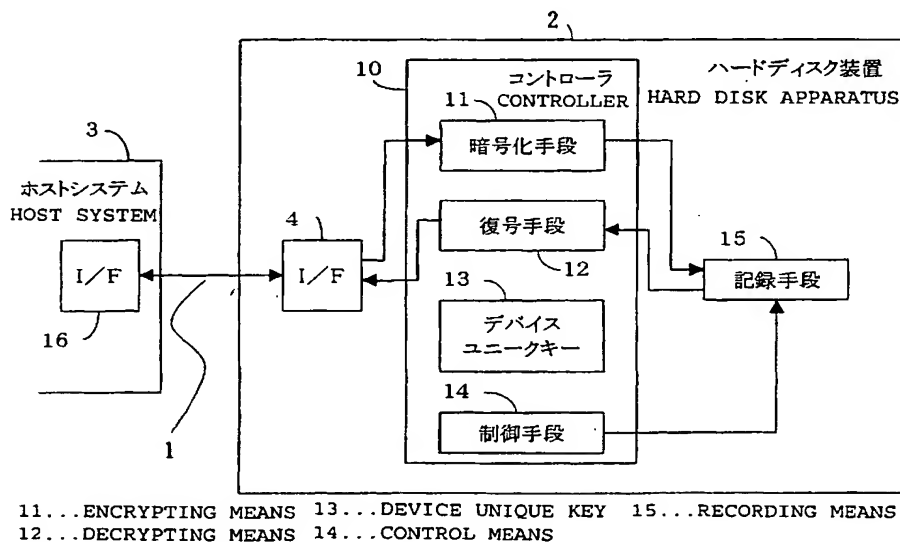 2
10
コントローラ
CONTROLLER
ハードディスク装置
HARD DISK APPARATUS
11
暗号化手段
3
ホストシステム
HOST SYSTEM
4
復号手段
12
15
I/F
I/F
記録手段
16
13
デバイス
ユニークキー
14
制御手段
1
11...ENCRYPTING MEANS 13...DEVICE UNIQUE KEY 15...RECORDING MEANS
12...DECRYPTING MEANS 14...CONTROL MEANS